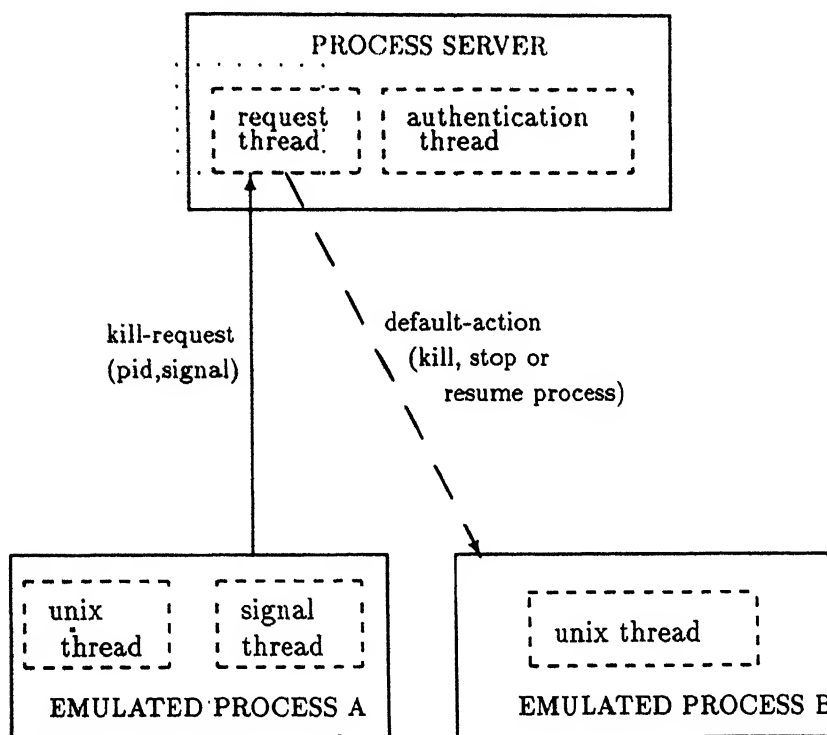 PROCESS SERVER
request
thread
authentication
thread
kill-request
(pid,signal)
default-action
(kill, stop or
resume process)
unix
thread
signal
thread
EMULATED PROCESS A
unix thread
EMULATED PROCESS B